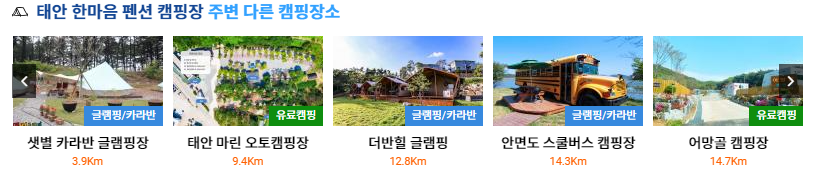 태안 한마음 펜션 캠핑장 주변 다른 캠핑장소
글램핑/카라반
유료캠핑
글램핑/카라반
글램핑/카라반
유료캠핑
샛별 카라반 글램핑장
태안 마린 오토캠핑장
더반힐 글램핑
안면도 스쿨버스 캠핑장
어망골 캠핑장
3.9Km
9.4Km
12.8Km
14.3Km
14.7Km